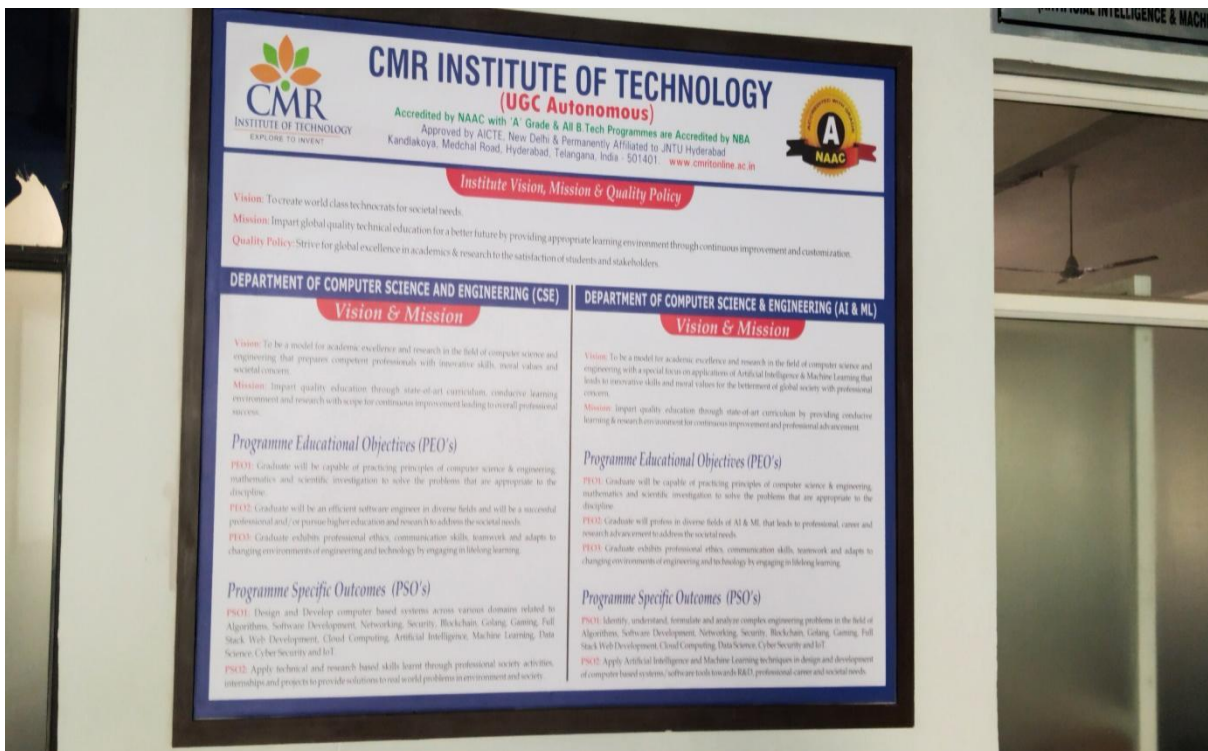 (ARTIFICIAL INTELLIGENCE & MACH
CMR
INSTITUTE OF TECHNOLOGY
EXPLORE TO INVENT
CMR INSTITUTE OF TECHNOLOGY
(UGC Autonomous)
Accredited by NAAC with 'A' Grade & All B.Tech Programmes are Accredited by NBA
Approved by AICTE, New Delhi & Permanently Affiliated to JNTU Hyderabad
Kandlakoya, Medchal Road, Hyderabad, Telangana, India - 501401. www.cmritonline.ac.in
ACCREDITED WITH GRADE
A
NAAC
Institute Vision, Mission & Quality Policy
Vision: To create world class technocrats for societal needs.
Mission: Impart global quality technical education for a better future by providing appropriate learning environment through continuous improvement and customization.
Quality Policy: Strive for global excellence in academics & research to the satisfaction of students and stakeholders.
DEPARTMENT OF COMPUTER SCIENCE AND ENGINEERING (CSE)
Vision & Mission
Vision: To be a model for academic excellence and research in the field of computer science and
engineering that prepares competent professionals with innovative skills, moral values and
societal concern.
Mission: Impart quality education through state-of-art curriculum, conducive learning
environment and research with scope for continuous improvement leading to overall professional
success.
Programme Educational Objectives (PEO's)
PEO1: Graduate will be capable of practicing principles of computer science & engineering,
mathematics and scientific investigation to solve the problems that are appropriate to the
discipline.
PEO2: Graduate will be an efficient software engineer in diverse fields and will be a successful
professional and/or pursue higher education and research to address the societal needs.
PEO3: Graduate exhibits professional ethics, communication skills, teamwork and adapts to
changing environments of engineering and technology by engaging in lifelong learning.
Programme Specific Outcomes (PSO's)
PSO1: Design and Develop computer based systems across various domains related to
Algorithms, Software Development, Networking, Security, Blockchain, Golang, Gaming, Full
Stack Web Development, Cloud Computing, Artificial Intelligence, Machine Learning, Data
Science, Cyber Security and IoT.
PSO2: Apply technical and research based skills learnt through professional society activities,
internships and projects to provide solutions to real world problems in environment and society.
DEPARTMENT OF COMPUTER SCIENCE & ENGINEERING (AI & ML)
Vision & Mission
Vision: To be a model for academic excellence and research in the field of computer science and
engineering with a special focus on applications of Artificial Intelligence & Machine Learning that
leads to innovative skills and moral values for the betterment of global society with professional
concern.
Mission: Impart quality education through state-of-art curriculum by providing conducive
learning & research environment for continuous improvement and professional advancement.
Programme Educational Objectives (PEO's)
PEO1: Graduate will be capable of practicing principles of computer science & engineering,
mathematics and scientific investigation to solve the problems that are appropriate to the
discipline.
PEO2: Graduate will profess in diverse fields of AI & ML that leads to professional, career and
research advancement to address the societal needs.
PEO3: Graduate exhibits professional ethics, communication skills, teamwork and adapts to
changing environments of engineering and technology by engaging in lifelong learning.
Programme Specific Outcomes (PSO's)
PSO1: Identify, understand, formulate and analyze complex engineering problems in the field of
Algorithms, Software Development, Networking, Security, Blockchain, Golang, Gaming, Full
Stack Web Development, Cloud Computing, Data Science, Cyber Security and IoT.
PSO2: Apply Artificial Intelligence and Machine Learning techniques in design and development
of computer based systems/software tools towards R&D, professional-career and societal needs.